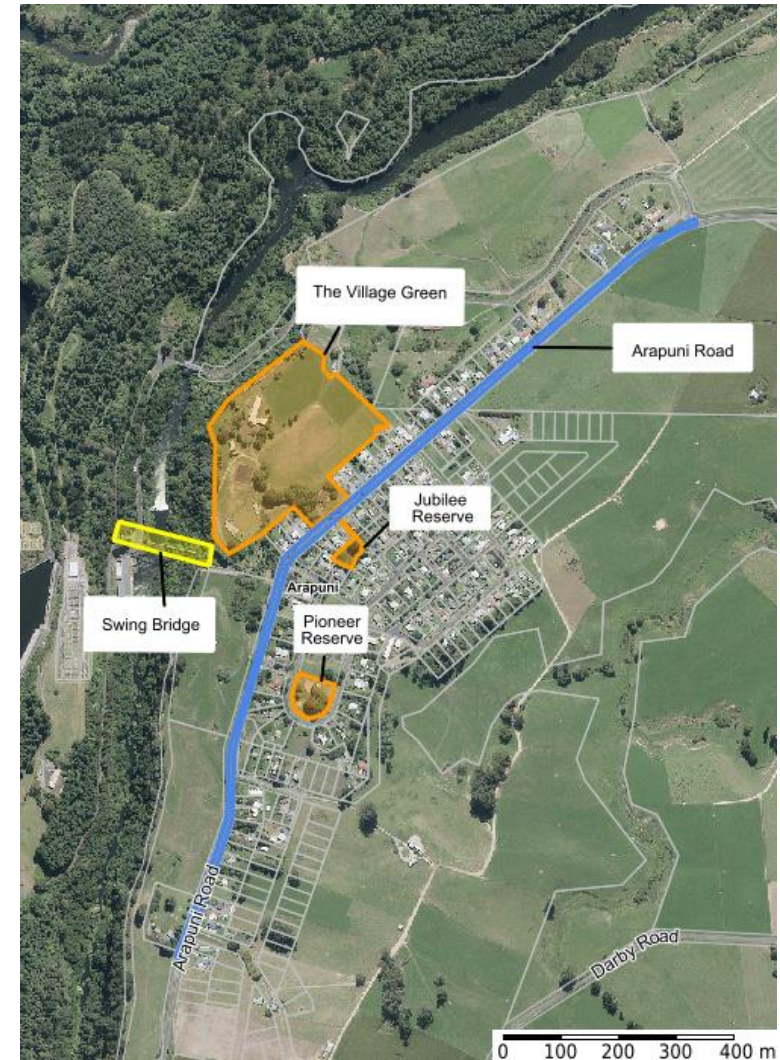 The Village Green
Arapuni Road
Jubilee
Reserve
Arapuni
Swing Bridge
Pioneer
Reserve
Arapuni Road
Darby Road
0 100 200 300 400 m